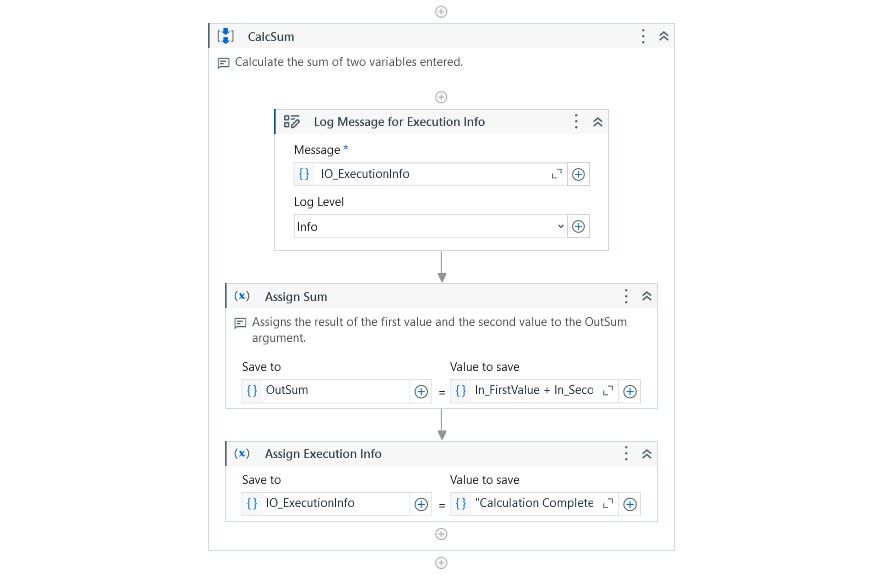 CalcSum
Calculate the sum of two variables entered.
Log Message for Execution Info
Message *
{} IO_ExecutionInfo
Log Level
Info
(x) Assign Sum
Assigns the result of the first value and the second value to the OutSum
argument.
Save to Value to save
{} OutSum = {} In_FirstValue + In_Seco
(x) Assign Execution Info
Save to Value to save
{} IO_ExecutionInfo = {} "Calculation Complete